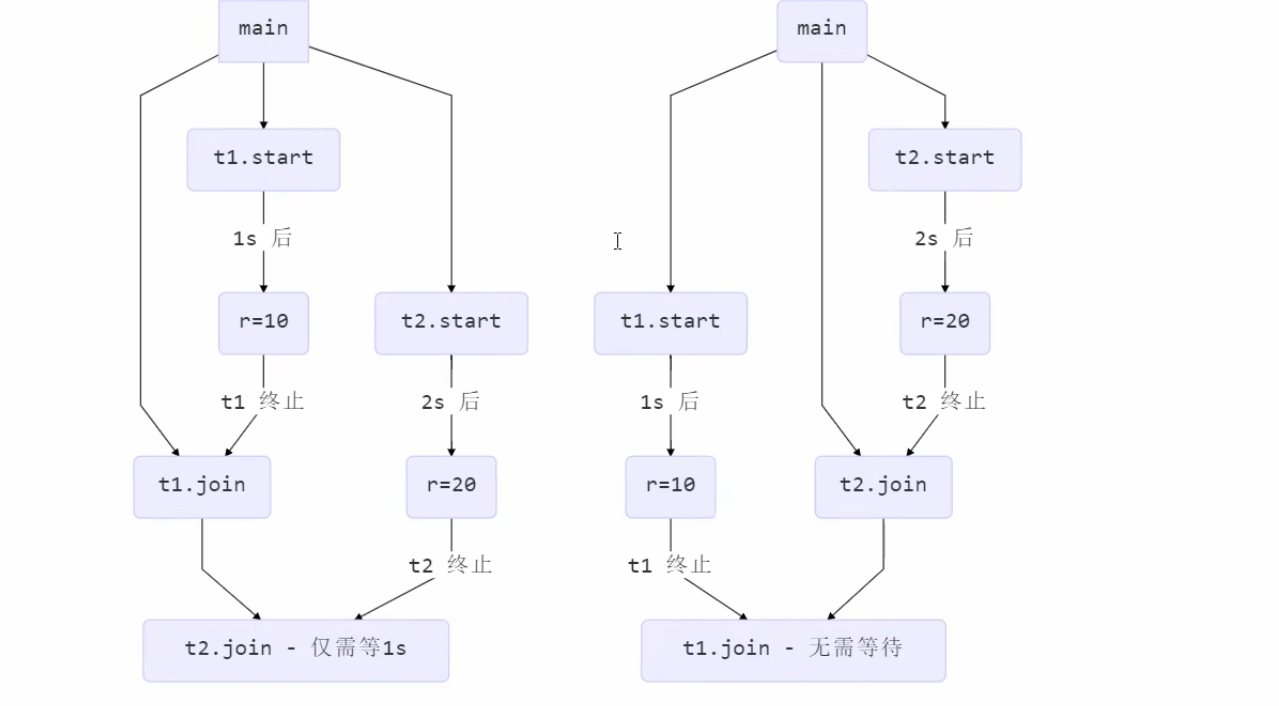 main
t1.start
1s 后
r=10
t2.start
t1 终止
2s 后
t1.join
r=20
t2 终止
t2.join - 仅需等1s
main
t2.start
2s 后
t1.start
r=20
1s 后
t2 终止
r=10
t2.join
t1 终止
t1.join - 无需等待